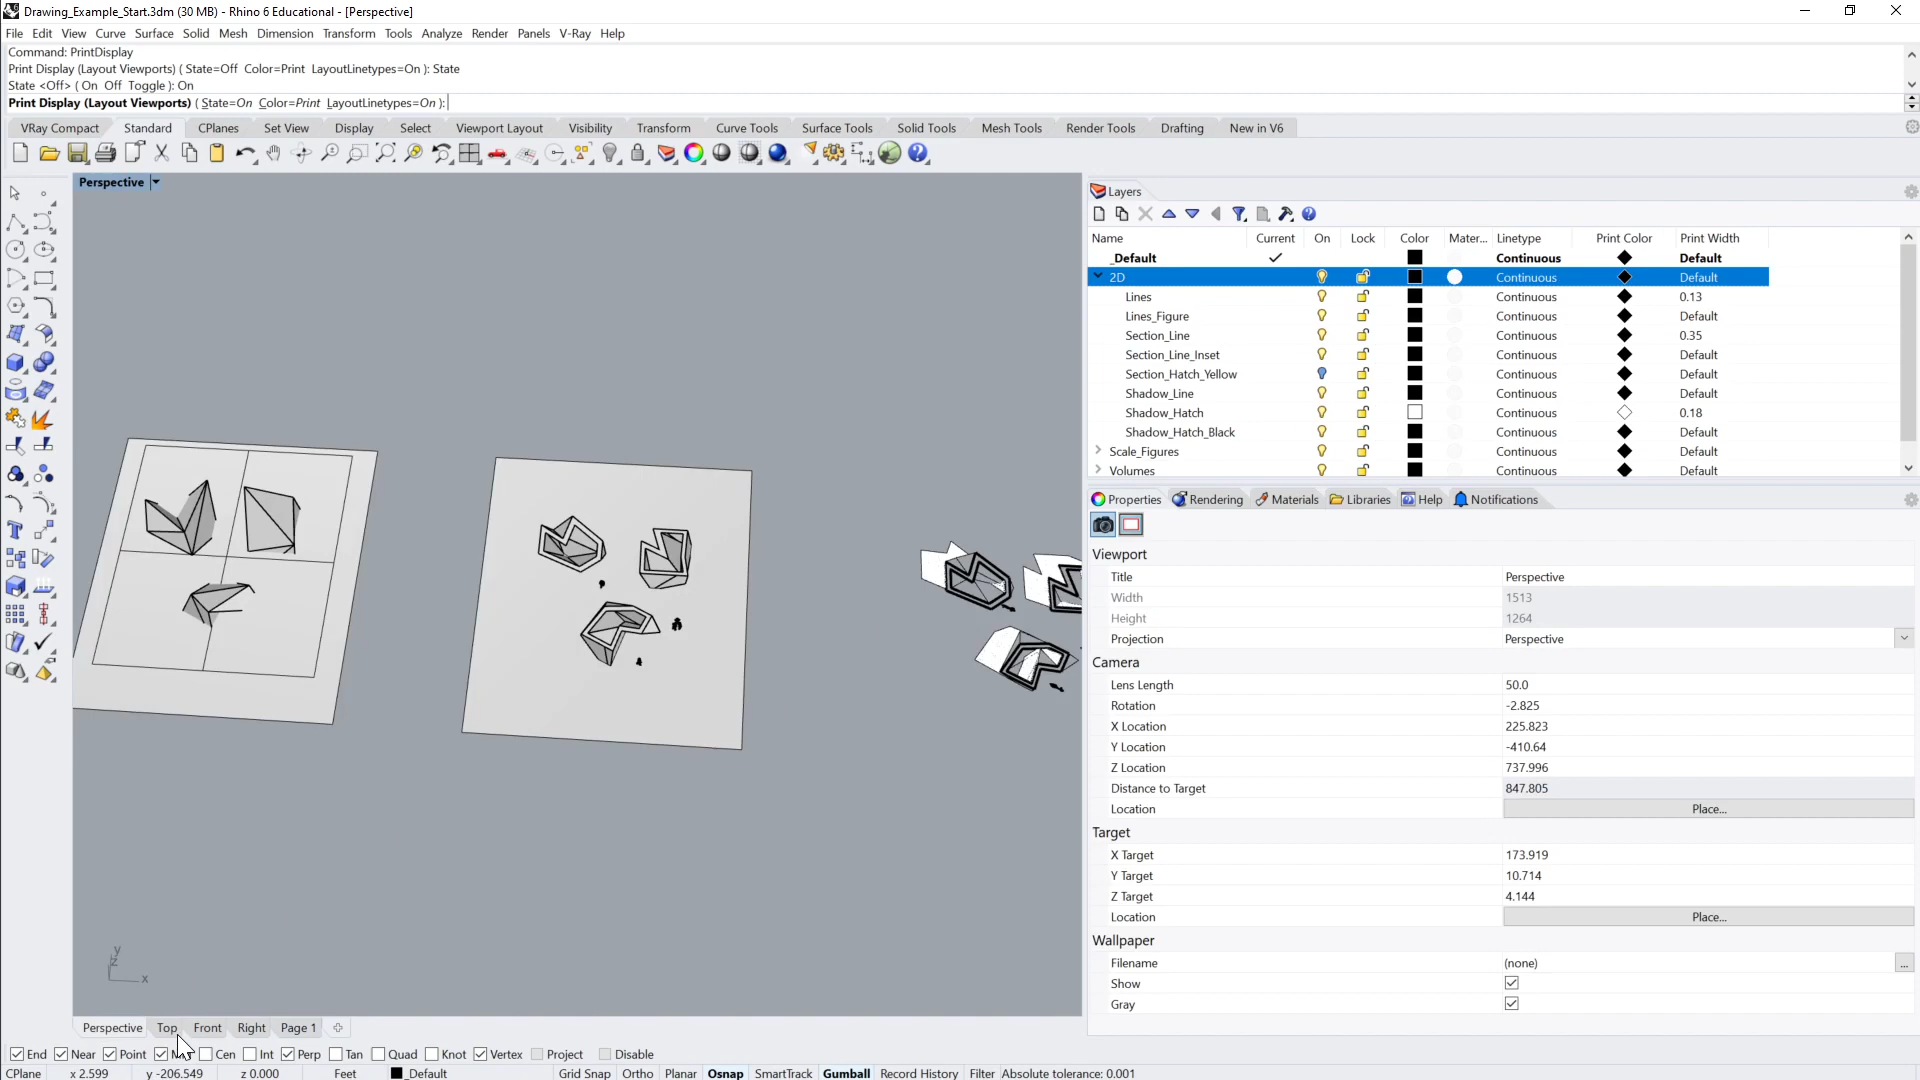 Drawing_Example_Start.3dm (30 MB) - Rhino 6 Educational - [Perspective]
File Edit View Curve Surface Solid Mesh Dimension Transform Tools Analyze Render Panels V-Ray Help
Command: PrintDisplay
Print Display (Layout Viewports) ( State=Off Color=Print LayoutLinetypes=On ): State
State <Off> ( On Off Toggle ): On
Print Display (Layout Viewports) ( State=On Color=Print LayoutLinetypes=On ):
VRay Compact Standard CPlanes Set View Display Select Viewport Layout Visibility Transform Curve Tools Surface Tools Solid Tools Mesh Tools Render Tools Drafting New in V6
Perspective
Layers
Name Current On Lock Color Mater... Linetype Print Color Print Width
_Default Continuous Default
2D Continuous Default
Lines Continuous 0.13
Lines_Figure Continuous Default
Section_Line Continuous 0.35
Section_Line_Inset Continuous Default
Section_Hatch_Yellow Continuous Default
Shadow_Line Continuous Default
Shadow_Hatch Continuous 0.18
Shadow_Hatch_Black Continuous Default
Scale_Figures Continuous Default
Volumes Continuous Default
Properties Rendering Materials Libraries Help Notifications
Viewport
Title Perspective
Width 1513
Height 1264
Projection Perspective
Camera
Lens Length 50.0
Rotation -2.825
X Location 225.823
Y Location -410.64
Z Location 737.996
Distance to Target 847.805
Location Place...
Target
X Target 173.919
Y Target 10.714
Z Target 4.144
Location Place...
Wallpaper
Filename (none) ...
Show
Gray
y
z
x
Perspective Top Front Right Page 1
End Near Point Cen Int Perp Tan Quad Knot Vertex Project Disable
CPlane x 2.599 y -206.549 z 0.000 Feet _Default Grid Snap Ortho Planar Osnap SmartTrack Gumball Record History Filter Absolute tolerance: 0.001